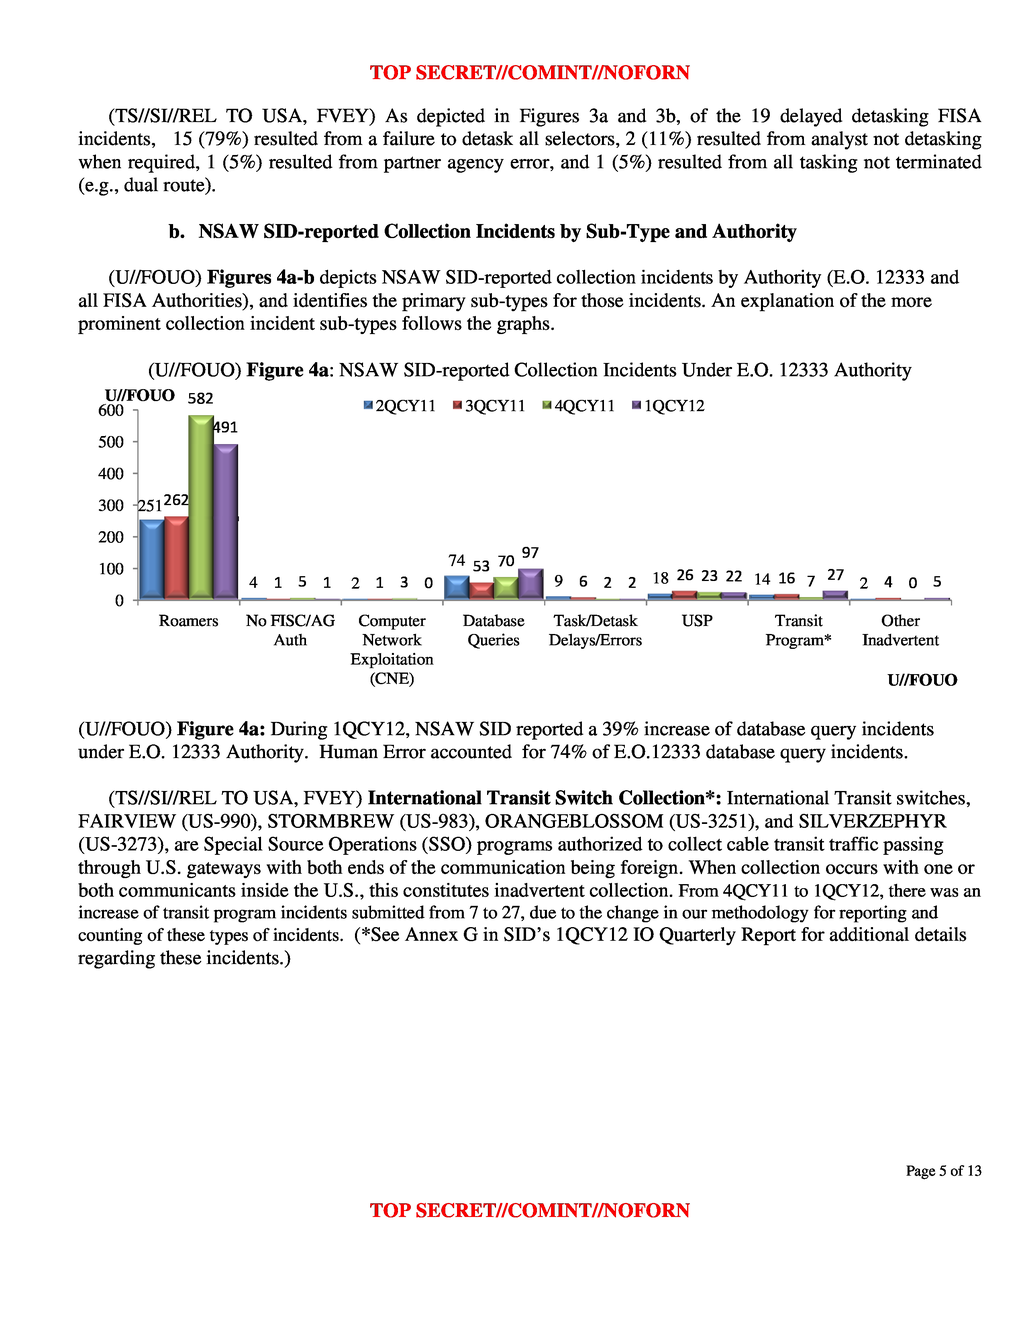 TOP SECRET//COMINT//NOFORN
(TS//SI//REL TO USA, FVEY) As depicted in Figures 3a and 3b, of the 19 delayed detasking FISA
incidents, 15 (79%) resulted from a failure to detask all selectors, 2 (11%) resulted from analyst not detasking
when required, 1 (5%) resulted from partner agency error, and 1 (5%) resulted from all tasking not terminated
(e.g., dual route).
b. NSAW SID-reported Collection Incidents by Sub-Type and Authority
(U//FOUO) Figures 4a-b depicts NSAW SID-reported collection incidents by Authority (E.O. 12333 and
all FISA Authorities), and identifies the primary sub-types for those incidents. An explanation of the more
prominent collection incident sub-types follows the graphs.
(U//FOUO) Figure 4a: NSAW SID-reported Collection Incidents Under E.O. 12333 Authority
U//FOUO
2QCY11 3QCY11 4QCY11 1QCY12
600
500
400
300
200
100
0
251 262 582 491
4 1 5 1
2 1 3 0
74 53 70 97
9 6 2 2
18 26 23 22
14 16 7 27
2 4 0 5
Roamers
No FISC/AG
Auth
Computer
Network
Exploitation
(CNE)
Database
Queries
Task/Detask
Delays/Errors
USP
Transit
Program*
Other
Inadvertent
U//FOUO
(U//FOUO) Figure 4a: During 1QCY12, NSAW SID reported a 39% increase of database query incidents
under E.O. 12333 Authority. Human Error accounted for 74% of E.O.12333 database query incidents.
(TS//SI//REL TO USA, FVEY) International Transit Switch Collection*: International Transit switches,
FAIRVIEW (US-990), STORMBREW (US-983), ORANGEBLOSSOM (US-3251), and SILVERZEPHYR
(US-3273), are Special Source Operations (SSO) programs authorized to collect cable transit traffic passing
through U.S. gateways with both ends of the communication being foreign. When collection occurs with one or
both communicants inside the U.S., this constitutes inadvertent collection. From 4QCY11 to 1QCY12, there was an
increase of transit program incidents submitted from 7 to 27, due to the change in our methodology for reporting and
counting of these types of incidents. (*See Annex G in SID's 1QCY12 IO Quarterly Report for additional details
regarding these incidents.)
Page 5 of 13
TOP SECRET//COMINT//NOFORN